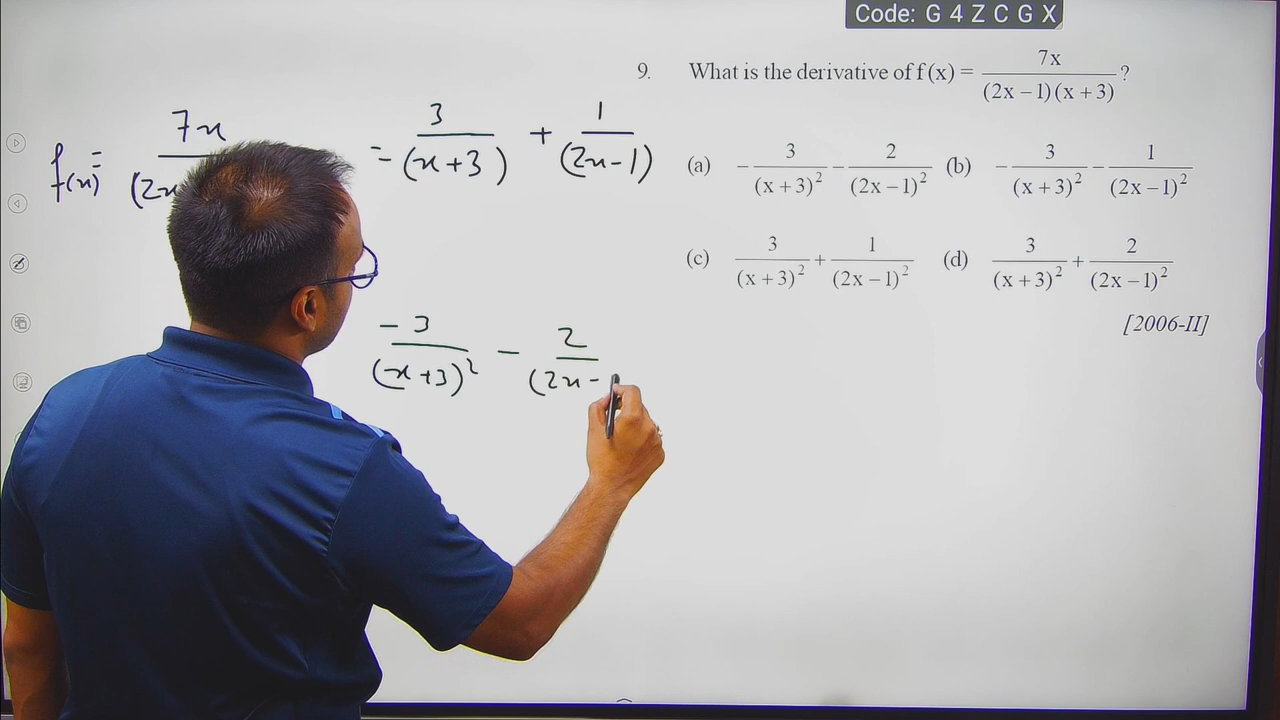 Code: G 4 Z C G X
9. What is the derivative of f(x) = 7x / (2x – 1)(x + 3) ?
(a) – 3/(x + 3)² – 2/(2x – 1)² (b) – 3/(x + 3)² – 1/(2x – 1)²
(c) 3/(x + 3)² + 1/(2x – 1)² (d) 3/(x + 3)² + 2/(2x – 1)²
[2006-II]
f(x) = 7x / (2x = 3/(x+3) + 1/(2x-1)
-3/(x+3)² - 2/(2x -